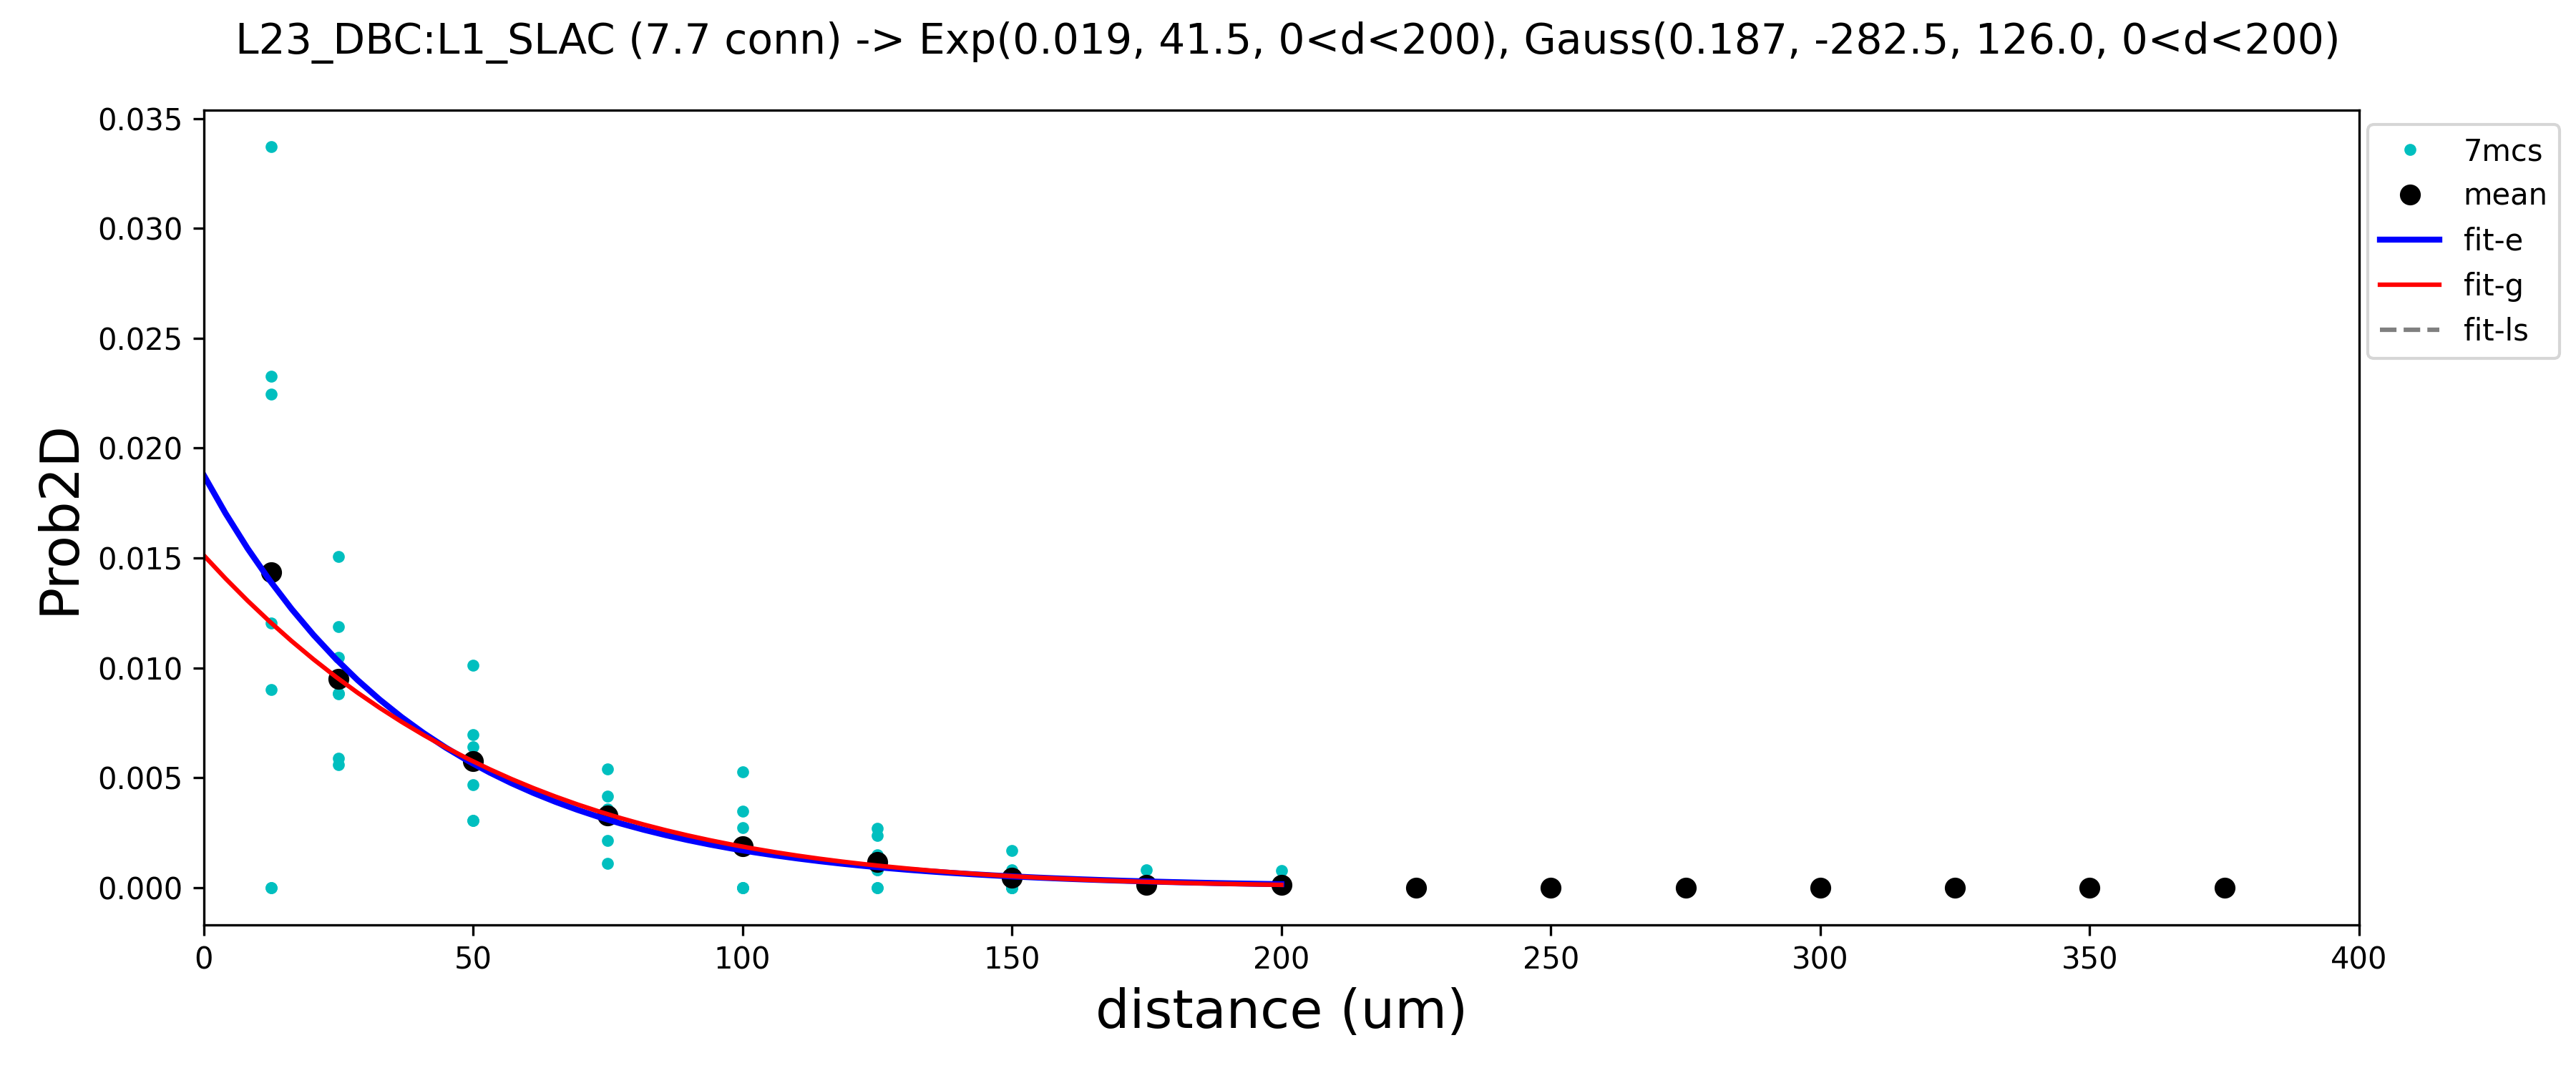 L23_DBC:L1_SLAC (7.7 conn) -> Exp(0.019, 41.5, 0<d<200), Gauss(0.187, -282.5, 126.0, 0<d<200)
0.035
0.030
0.025
0.020
0.015
0.010
0.005
0.000
Prob2D
0 50 100 150 200 250 300 350 400
distance (um)
7mcs
mean
fit-e
fit-g
fit-ls